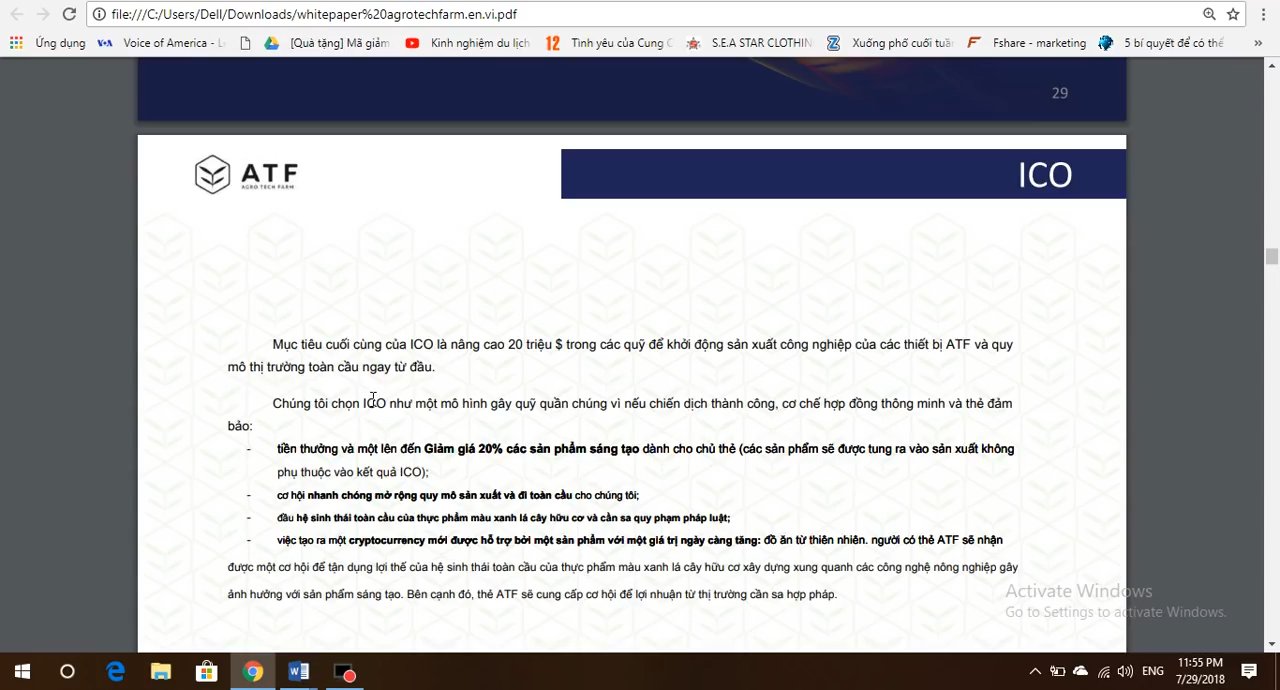 file:///C:/Users/Dell/Downloads/whitepaper%20agrotechfarm.en.vi.pdf
Ứng dụng Voice of America - L [Quà tặng] Mã giảm Kinh nghiệm du lịch 12 Tình yêu của Cung C S.E.A STAR CLOTHIN Xuống phố cuối tuần Fshare - marketing 5 bí quyết để có thể »
29
ATF
AGRO TECH FARM
ICO
Mục tiêu cuối cùng của ICO là nâng cao 20 triệu $ trong các quỹ để khởi động sản xuất công nghiệp của các thiết bị ATF và quy
mô thị trường toàn cầu ngay từ đầu.
Chúng tôi chọn ICO như một mô hình gây quỹ quần chúng vì nếu chiến dịch thành công, cơ chế hợp đồng thông minh và thẻ đảm
bảo:
- tiền thưởng và một lên đến Giảm giá 20% các sản phẩm sáng tạo dành cho chủ thẻ (các sản phẩm sẽ được tung ra vào sản xuất không
phụ thuộc vào kết quả ICO);
- cơ hội nhanh chóng mở rộng quy mô sản xuất và đi toàn cầu cho chúng tôi;
- đầu hệ sinh thái toàn cầu của thực phẩm màu xanh lá cây hữu cơ và cần sa quy phạm pháp luật;
- việc tạo ra một cryptocurrency mới được hỗ trợ bởi một sản phẩm với một giá trị ngày càng tăng: đồ ăn từ thiên nhiên. người có thẻ ATF sẽ nhận
được một cơ hội để tận dụng lợi thế của hệ sinh thái toàn cầu của thực phẩm màu xanh lá cây hữu cơ xây dựng xung quanh các công nghệ nông nghiệp gây
ảnh hưởng với sản phẩm sáng tạo. Bên cạnh đó, thẻ ATF sẽ cung cấp cơ hội để lợi nhuận từ thị trường cần sa hợp pháp.
Activate Windows
Go to Settings to activate Windows.
ENG
11:55 PM
7/29/2018